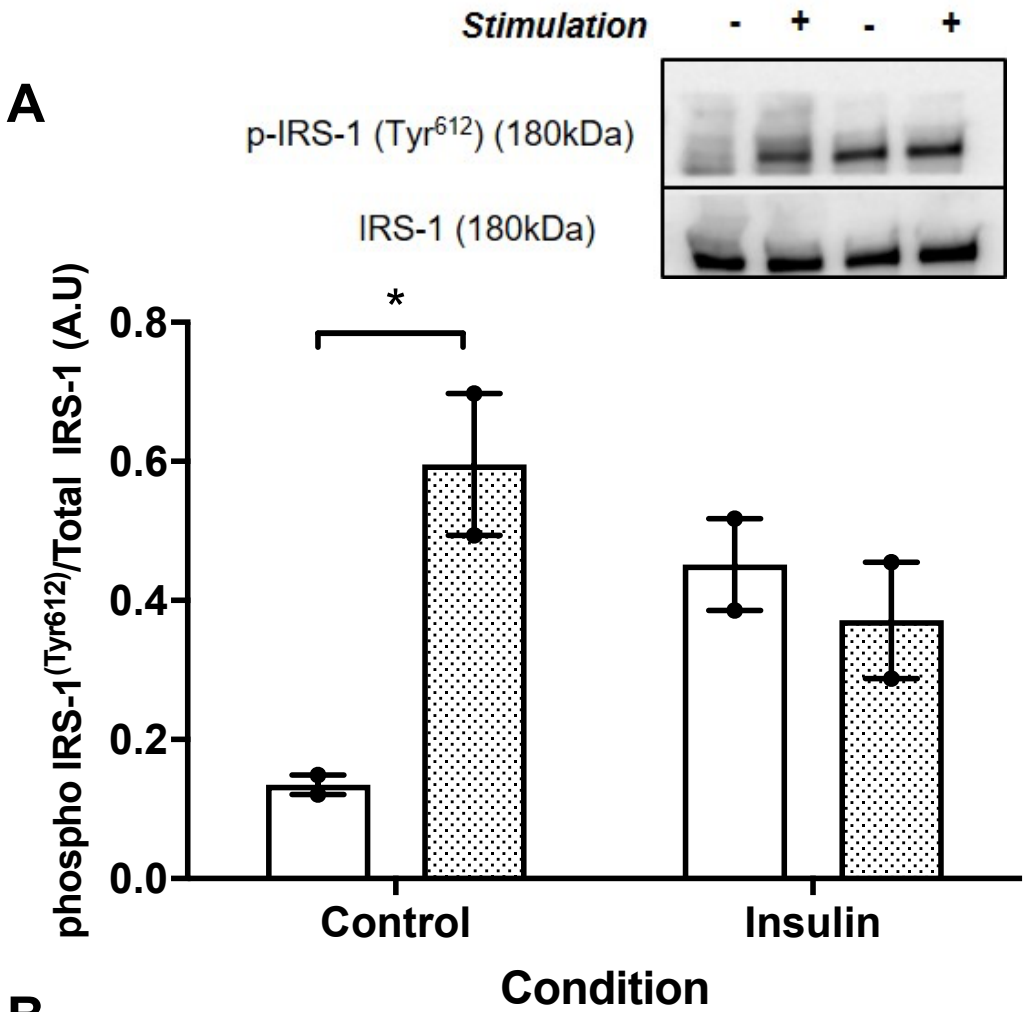 Stimulation - + - +
A
p-IRS-1 (Tyr612) (180kDa)
IRS-1 (180kDa)
phospho IRS-1(Tyr612)/Total IRS-1 (A.U)
*
0.8
0.6
0.4
0.2
0.0
Control Insulin
Condition
B